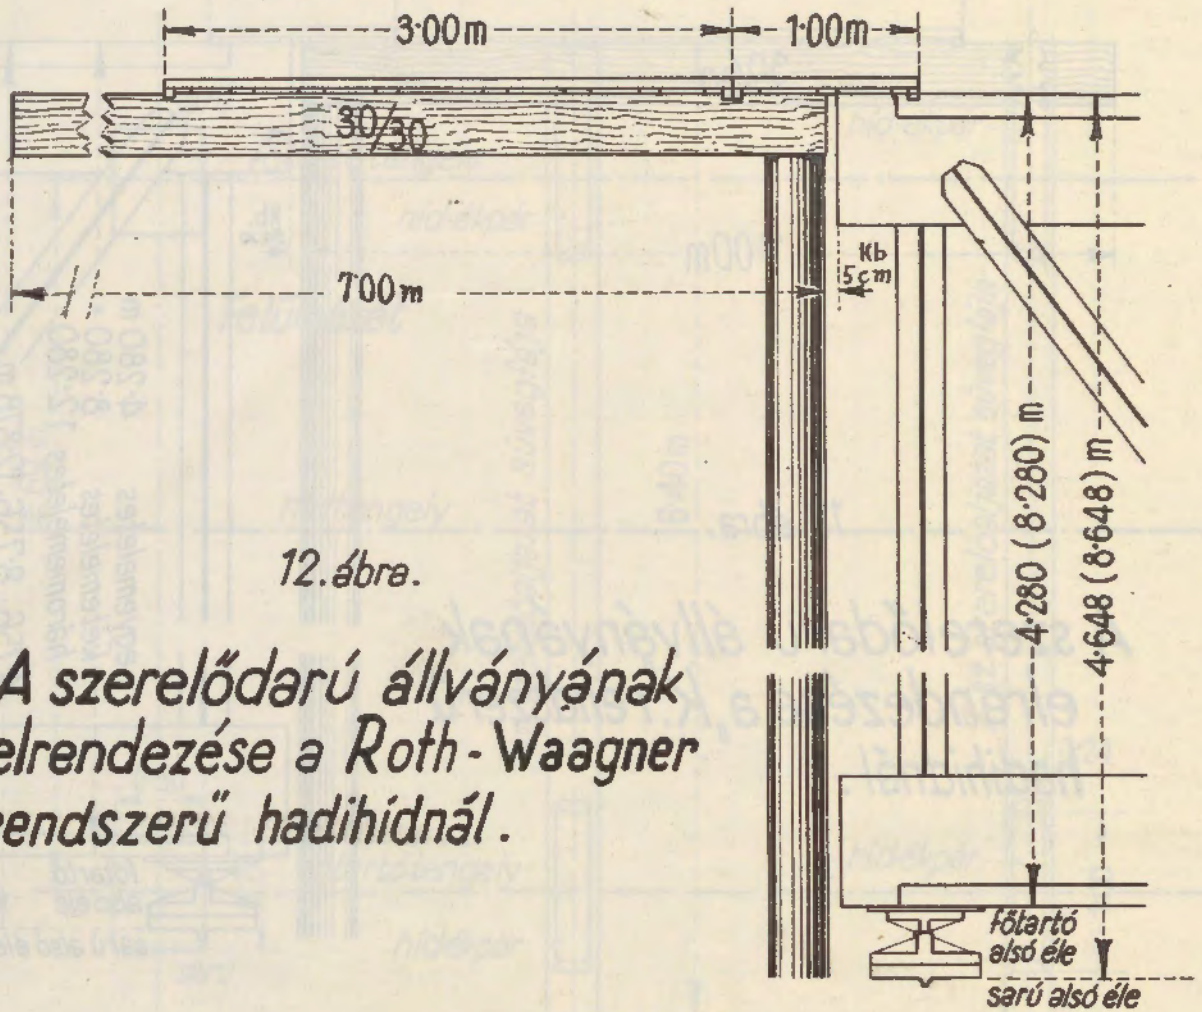 3·00m 1·00m
30/30
Kb
5cm
7·00m
4·280 (8·280) m
4·648 (8·648) m
12.ábra.
A szerelődarú állványának
elrendezése a Roth-Waagner
rendszerű hadihídnál.
főtartó
alsó éle
sarú alsó éle